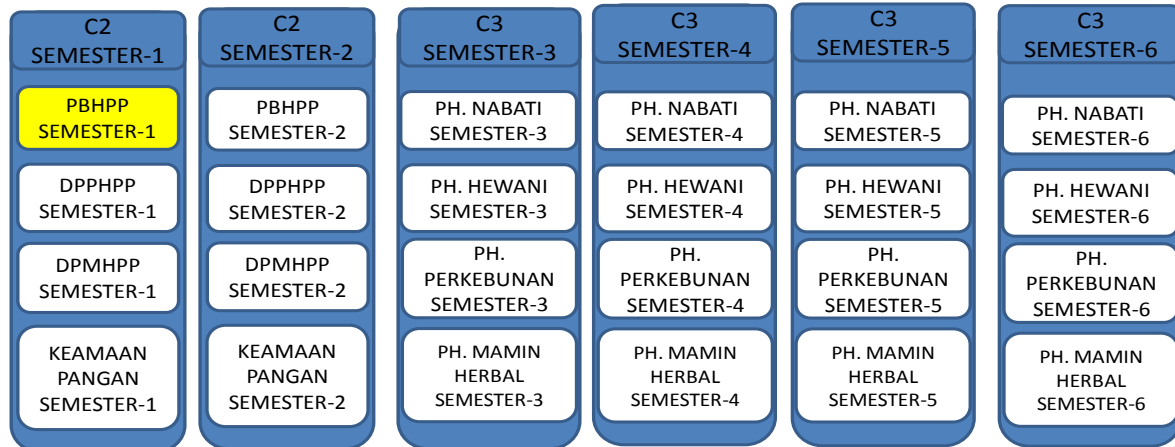 C2
SEMESTER-1
PBHPP
SEMESTER-1
DPPHPP
SEMESTER-1
DPMHPP
SEMESTER-1
KEAMAAN
PANGAN
SEMESTER-1
C2
SEMESTER-2
PBHPP
SEMESTER-2
DPPHPP
SEMESTER-2
DPMHPP
SEMESTER-2
KEAMAAN
PANGAN
SEMESTER-2
C3
SEMESTER-3
PH. NABATI
SEMESTER-3
PH. HEWANI
SEMESTER-3
PH.
PERKEBUNAN
SEMESTER-3
PH. MAMIN
HERBAL
SEMESTER-3
C3
SEMESTER-4
PH. NABATI
SEMESTER-4
PH. HEWANI
SEMESTER-4
PH.
PERKEBUNAN
SEMESTER-4
PH. MAMIN
HERBAL
SEMESTER-4
C3
SEMESTER-5
PH. NABATI
SEMESTER-5
PH. HEWANI
SEMESTER-5
PH.
PERKEBUNAN
SEMESTER-5
PH. MAMIN
HERBAL
SEMESTER-5
C3
SEMESTER-6
PH. NABATI
SEMESTER-6
PH. HEWANI
SEMESTER-6
PH.
PERKEBUNAN
SEMESTER-6
PH. MAMIN
HERBAL
SEMESTER-6